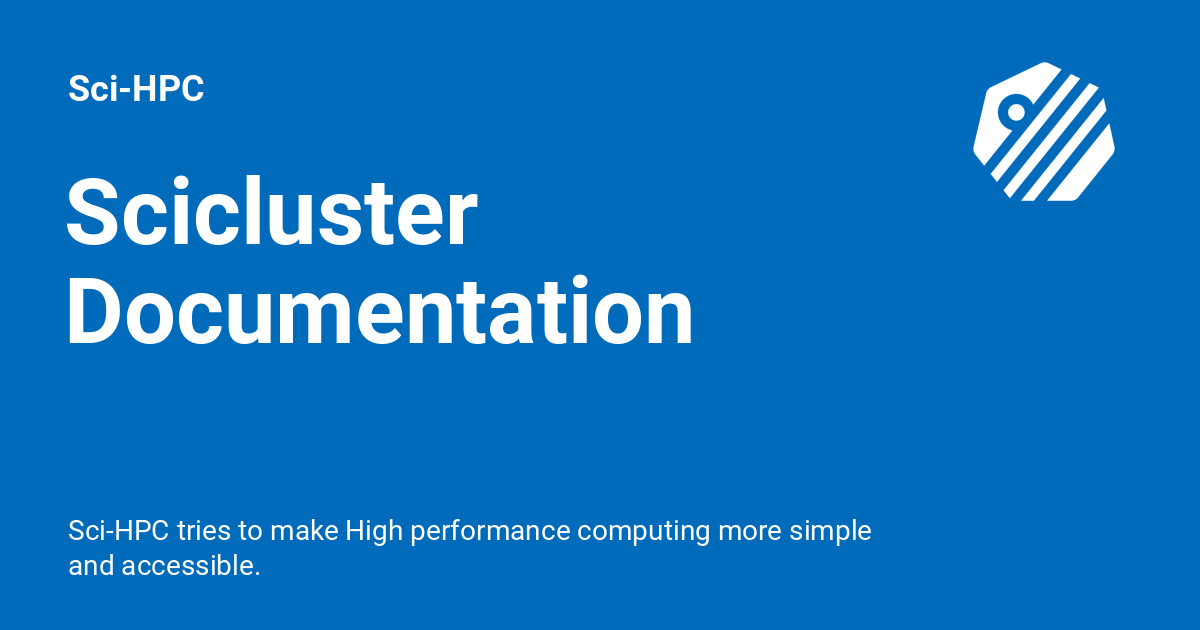 Sci-HPC
Scicluster
Documentation
Sci-HPC tries to make High performance computing more simple
and accessible.